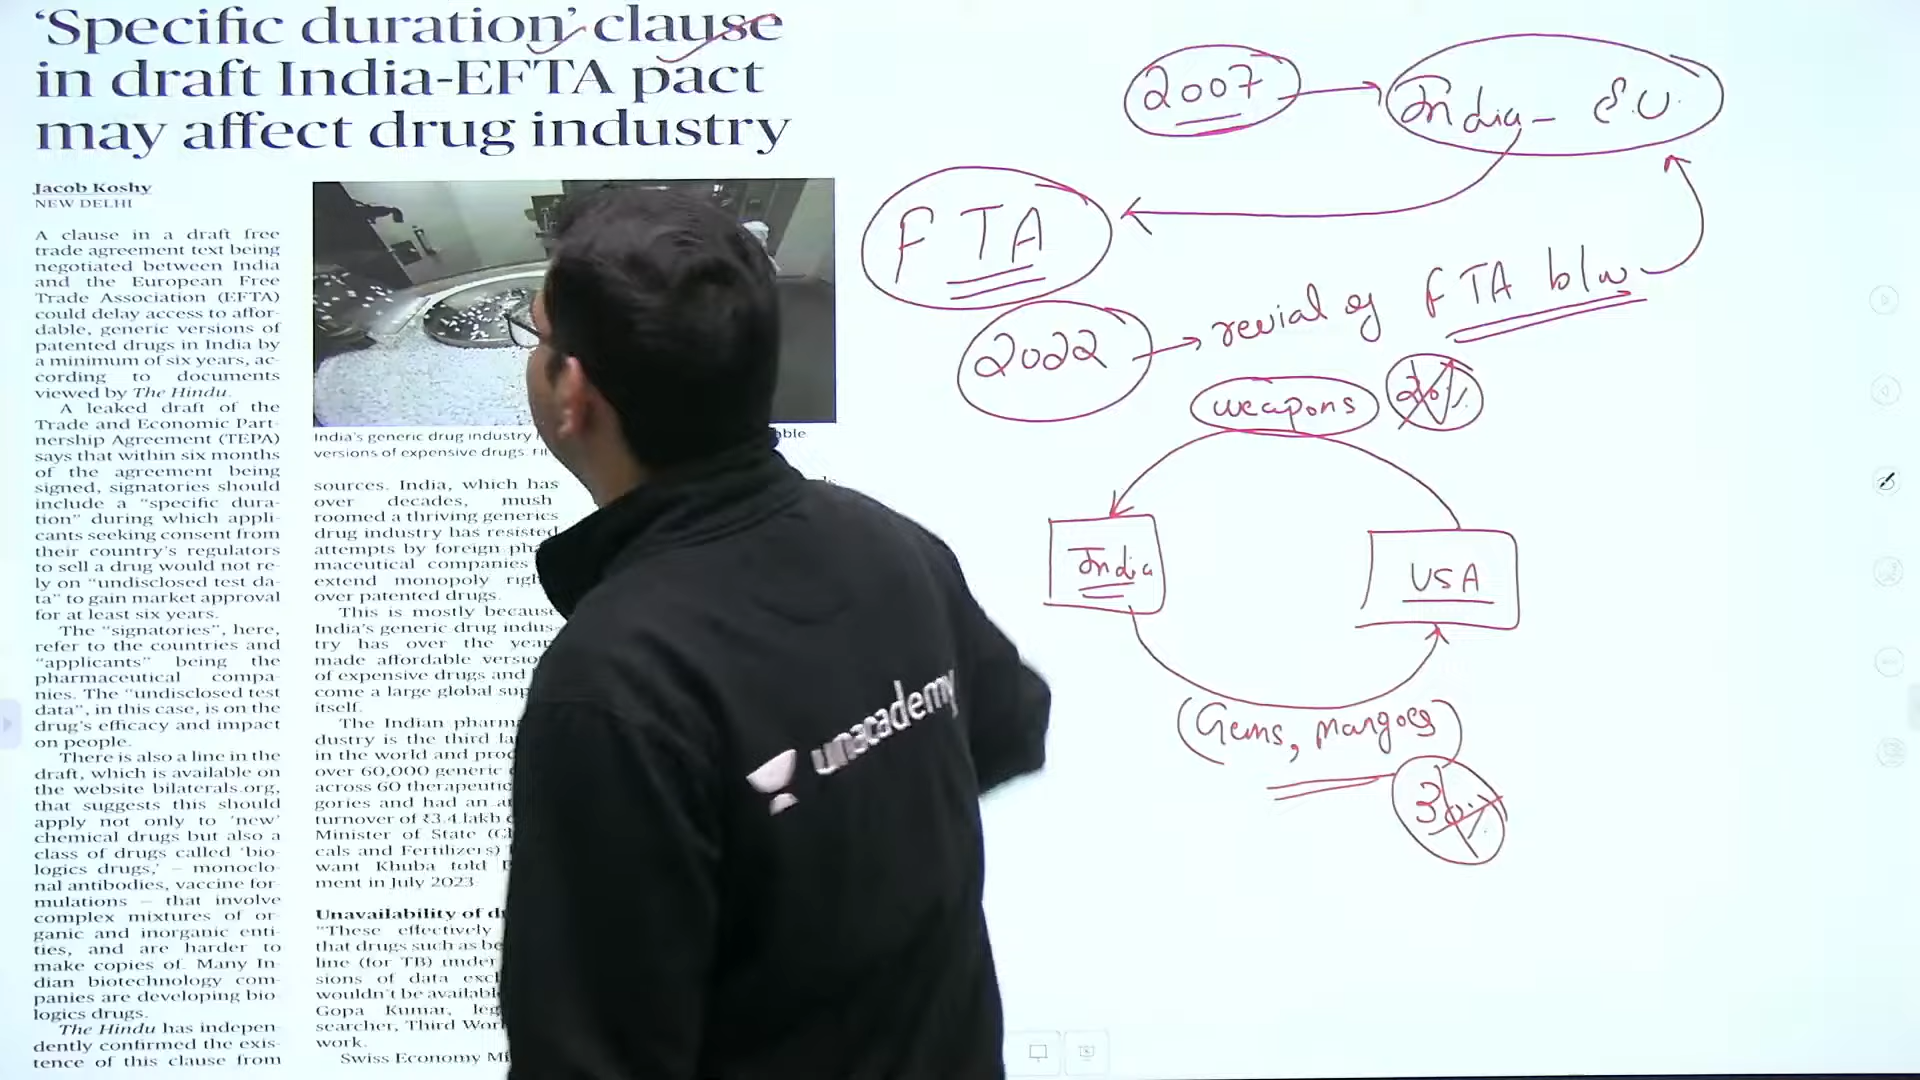 ‘Specific duration’ clause
in draft India-EFTA pact
may affect drug industry
Jacob Koshy
NEW DELHI
A clause in a draft free
trade agreement text being
negotiated between India
and the European Free
Trade Association (EFTA)
could delay access to affor-
dable, generic versions of
patented drugs in India by
a minimum of six years, ac-
cording to documents
viewed by The Hindu.
A leaked draft of the
Trade and Economic Part-
nership Agreement (TEPA)
says that within six months
of the agreement being
signed, signatories should
include a “specific dura-
tion” during which appli-
cants seeking consent from
their country’s regulators
to sell a drug would not re-
ly on “undisclosed test da-
ta” to gain market approval
for at least six years.
The “signatories”, here,
refer to the countries and
“applicants” being the
pharmaceutical compa-
nies. The “undisclosed test
data”, in this case, is on the
drug’s efficacy and impact
on people.
There is also a line in the
draft, which is available on
the website bilaterals.org,
that suggests this should
apply not only to ‘new’
chemical drugs but also a
class of drugs called ‘bio-
logics drugs,’ – monoclo-
nal antibodies, vaccine for-
mulations – that involve
complex mixtures of or-
ganic and inorganic enti-
ties, and are harder to
make copies of. Many In-
dian biotechnology com-
panies are developing bio-
logics drugs.
The Hindu has indepen-
dently confirmed the exis-
tence of this clause from
India’s generic drug industry
versions of expensive drugs.
sources. India, which has
over decades, mush
roomed a thriving generics
drug industry has resisted
attempts by foreign
maceutical companies
extend monopoly
over patented drugs.
This is mostly because
India’s generic drug indus-
try has over the
made affordable
of expensive drugs and
come a large global
itself.
The Indian
dustry is the third
in the world and
over 60,000 generic
across 60
gories and had an
turnover of ₹3.4 lakh
Minister of State
cals and Fertilizers)
want Khuba told
ment in July 2023
Unavailability of
“These effectively
that drugs such as
line (for TB) under
sions of data
wouldn’t be
Gopa Kumar,
searcher, Third
work.
Swiss Economy
unacademy
2007
India - E.U.
FTA
2022 revial of FTA b/w
weapons 20%
India
USA
(Gems, Mangoes)
30%